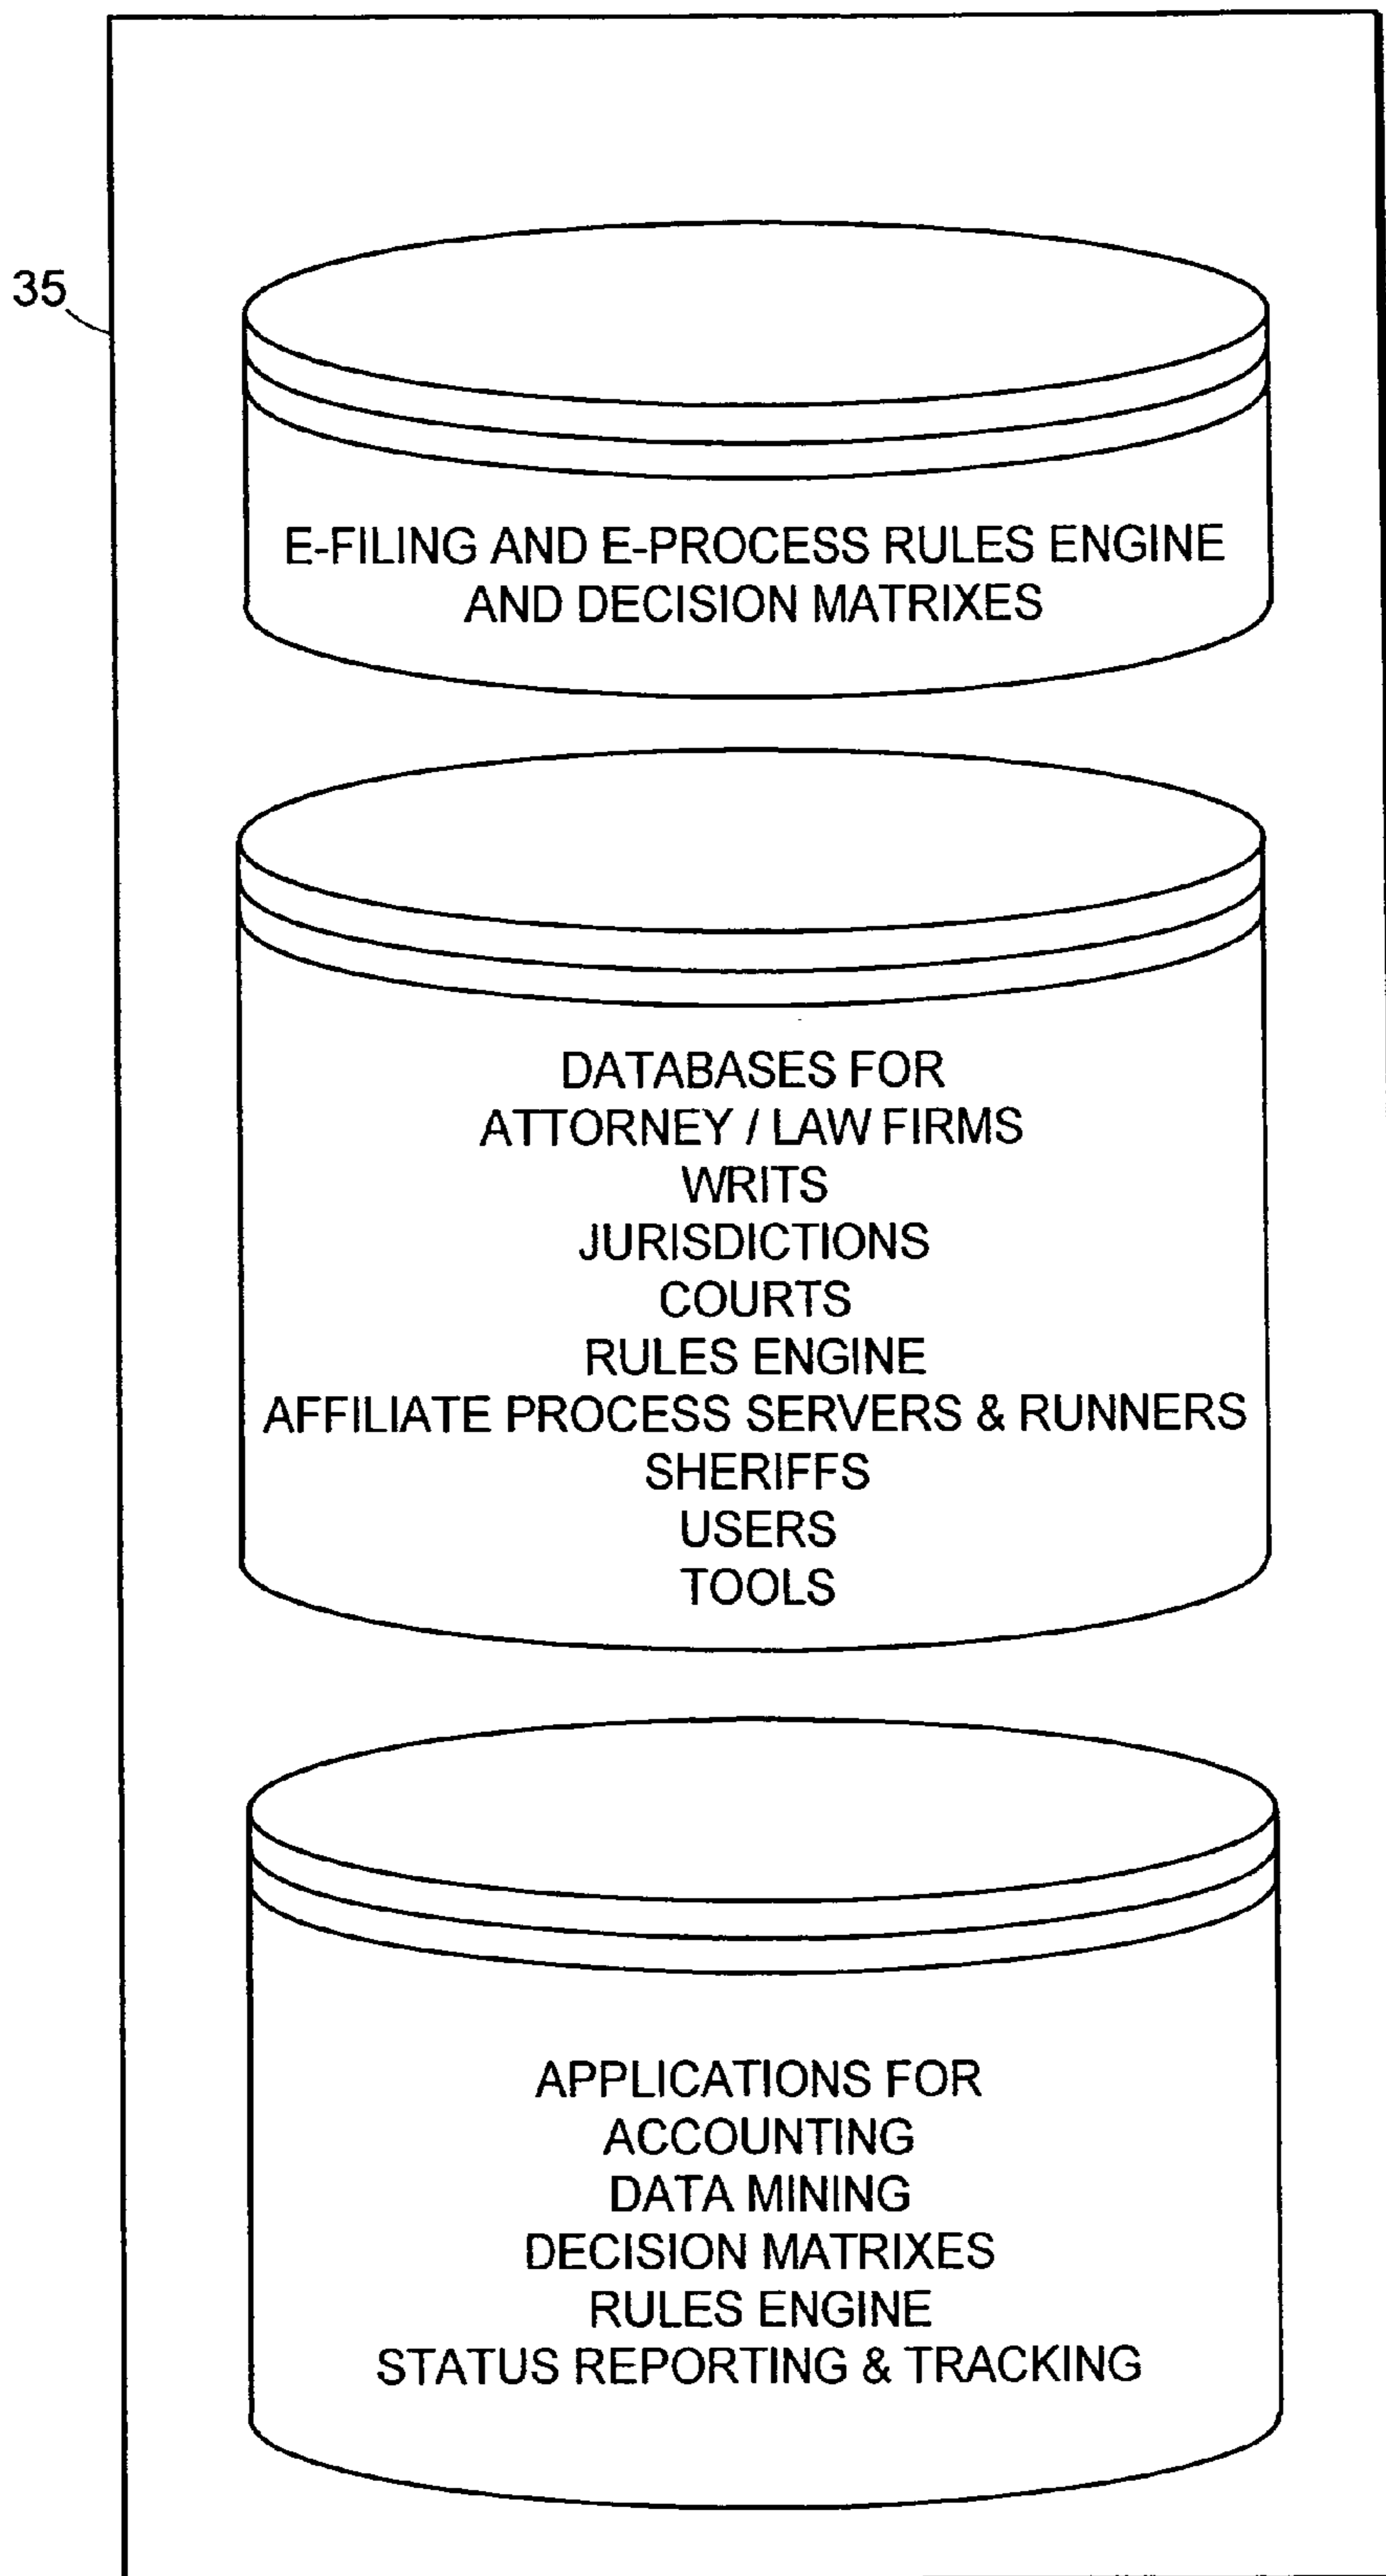 35
E-FILING AND E-PROCESS RULES ENGINE
AND DECISION MATRIXES
DATABASES FOR
ATTORNEY / LAW FIRMS
WRITS
JURISDICTIONS
COURTS
RULES ENGINE
AFFILIATE PROCESS SERVERS & RUNNERS
SHERIFFS
USERS
TOOLS
APPLICATIONS FOR
ACCOUNTING
DATA MINING
DECISION MATRIXES
RULES ENGINE
STATUS REPORTING & TRACKING